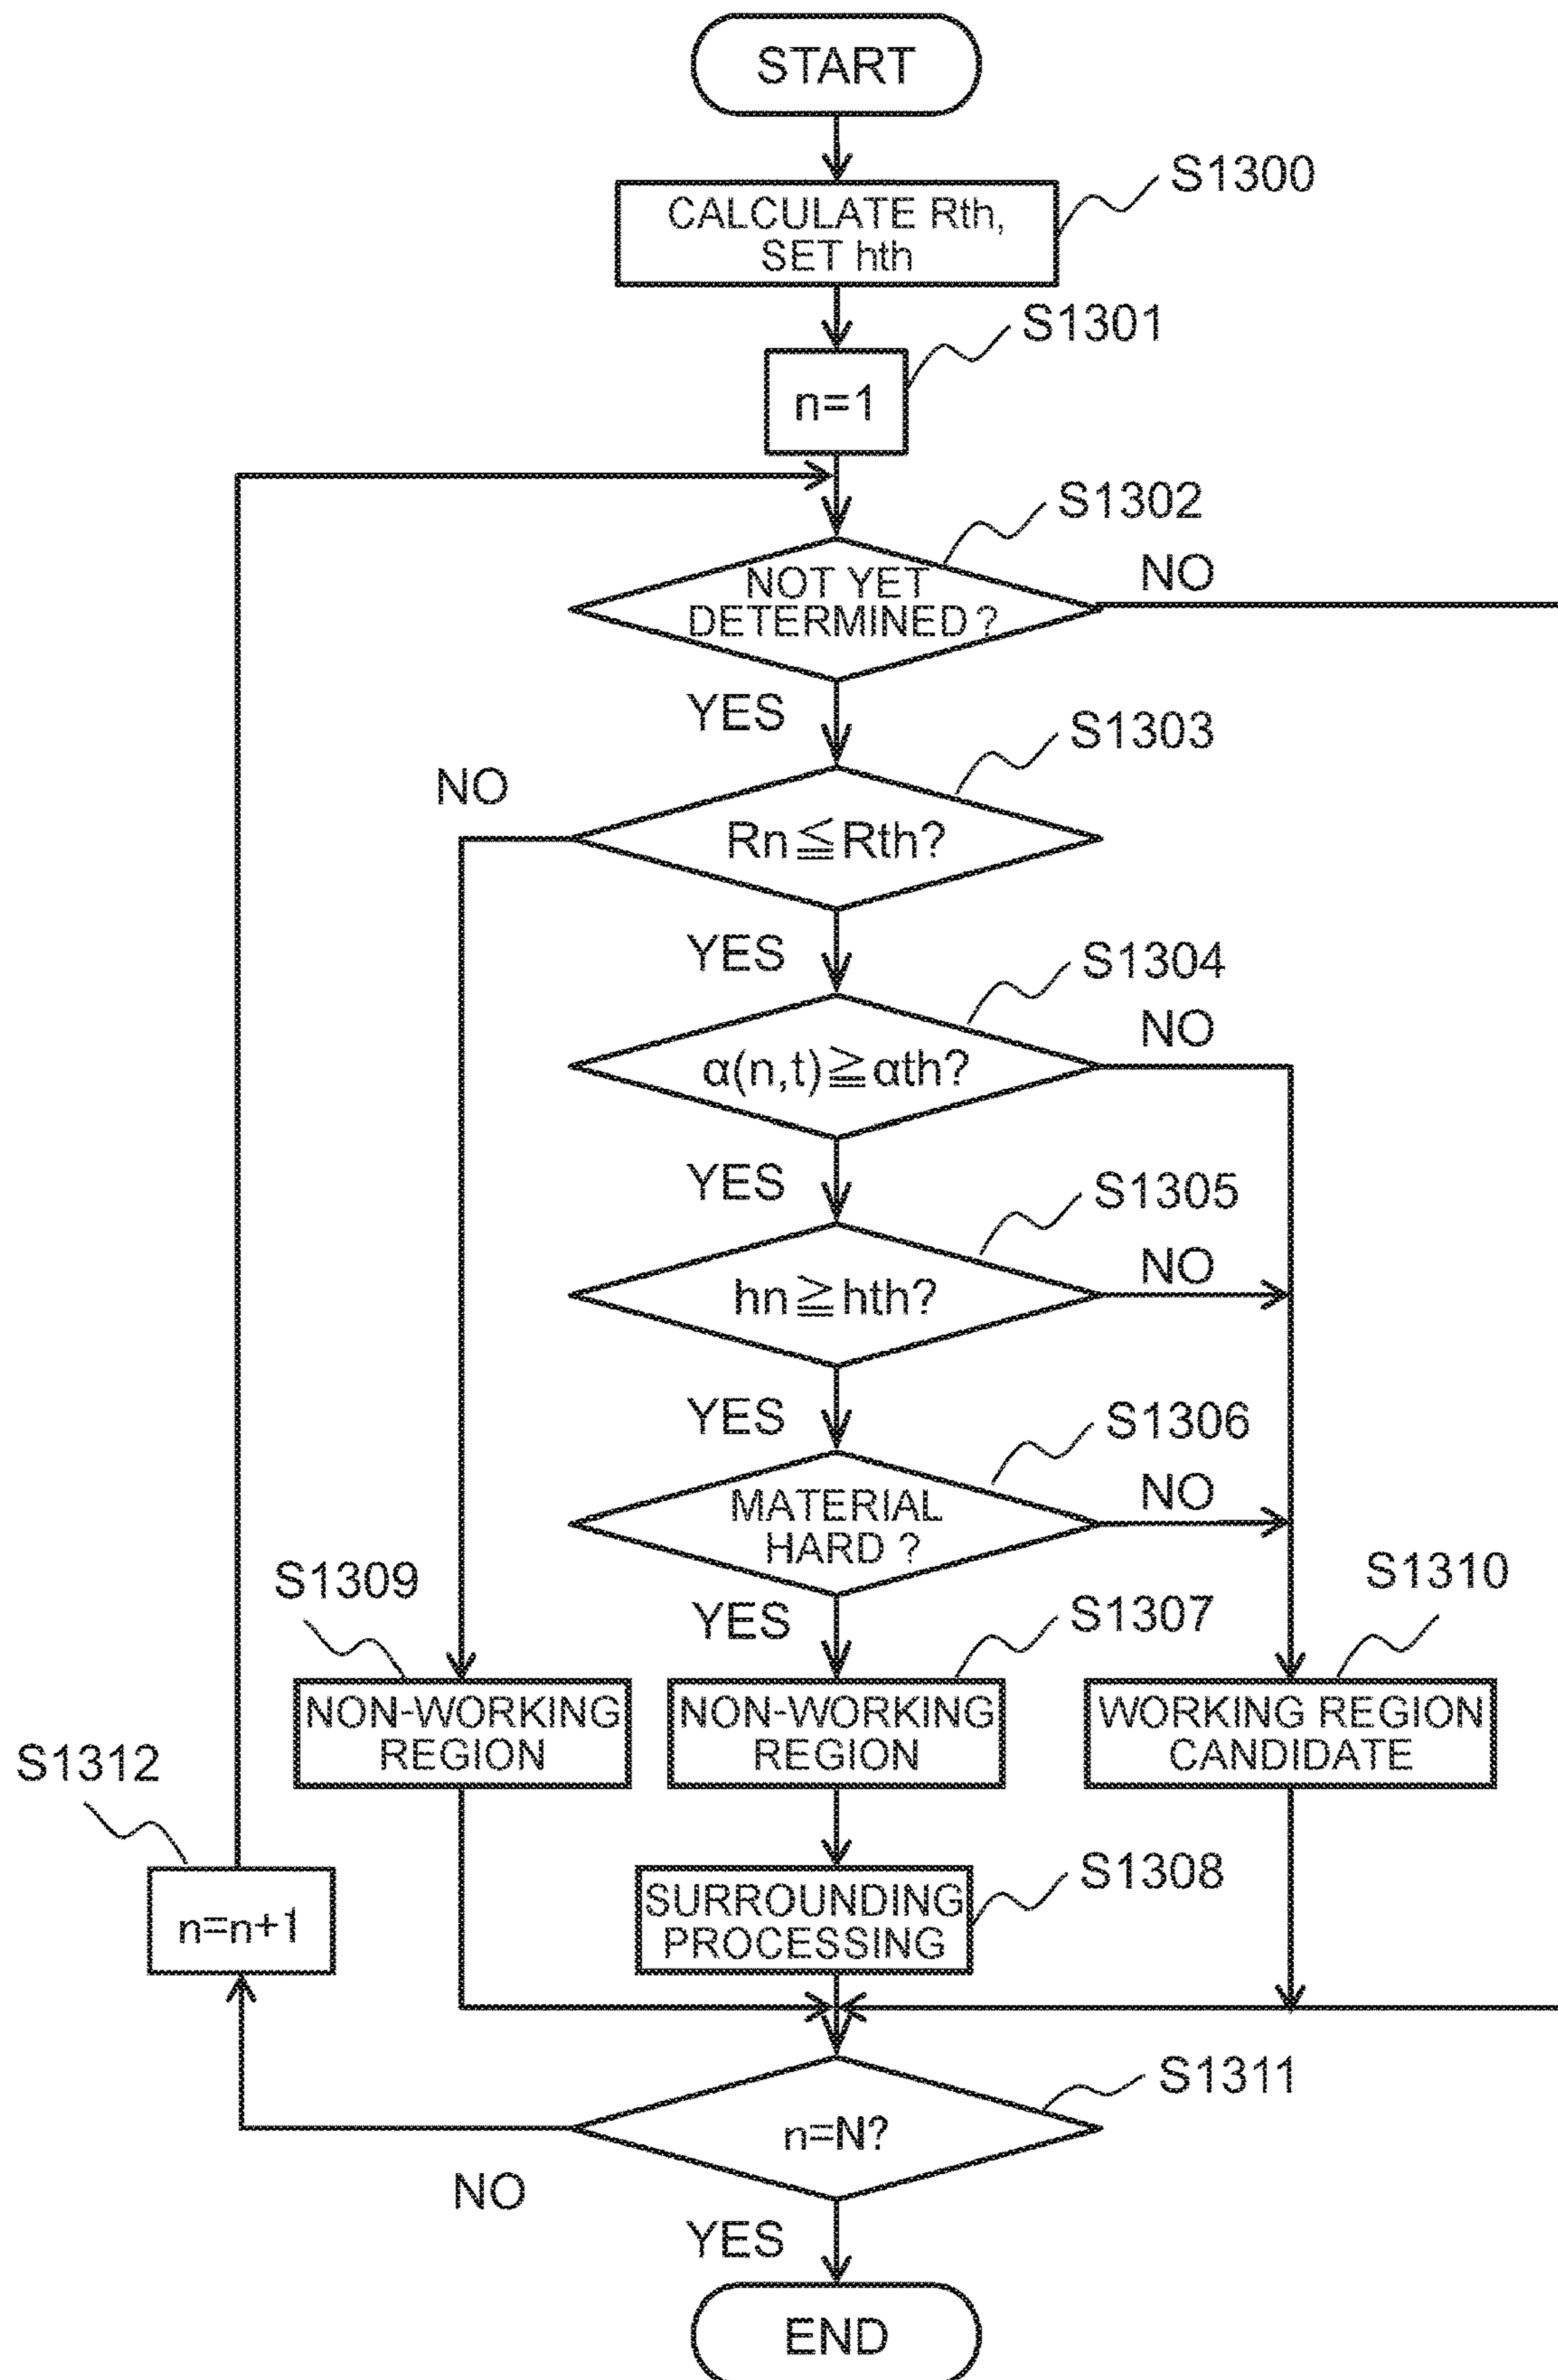 START
S1300
CALCULATE Rth,
SET hth
S1301
n=1
S1302
NOT YET
DETERMINED ?
NO
YES
S1303
NO
Rn≦Rth?
YES
S1304
NO
α(n,t)≧αth?
YES
S1305
NO
hn≧hth?
YES
S1306
NO
MATERIAL
HARD ?
S1309
YES
S1307
S1310
NON-WORKING
REGION
NON-WORKING
REGION
WORKING REGION
CANDIDATE
S1312
n=n+1
S1308
SURROUNDING
PROCESSING
S1311
n=N?
NO
YES
END